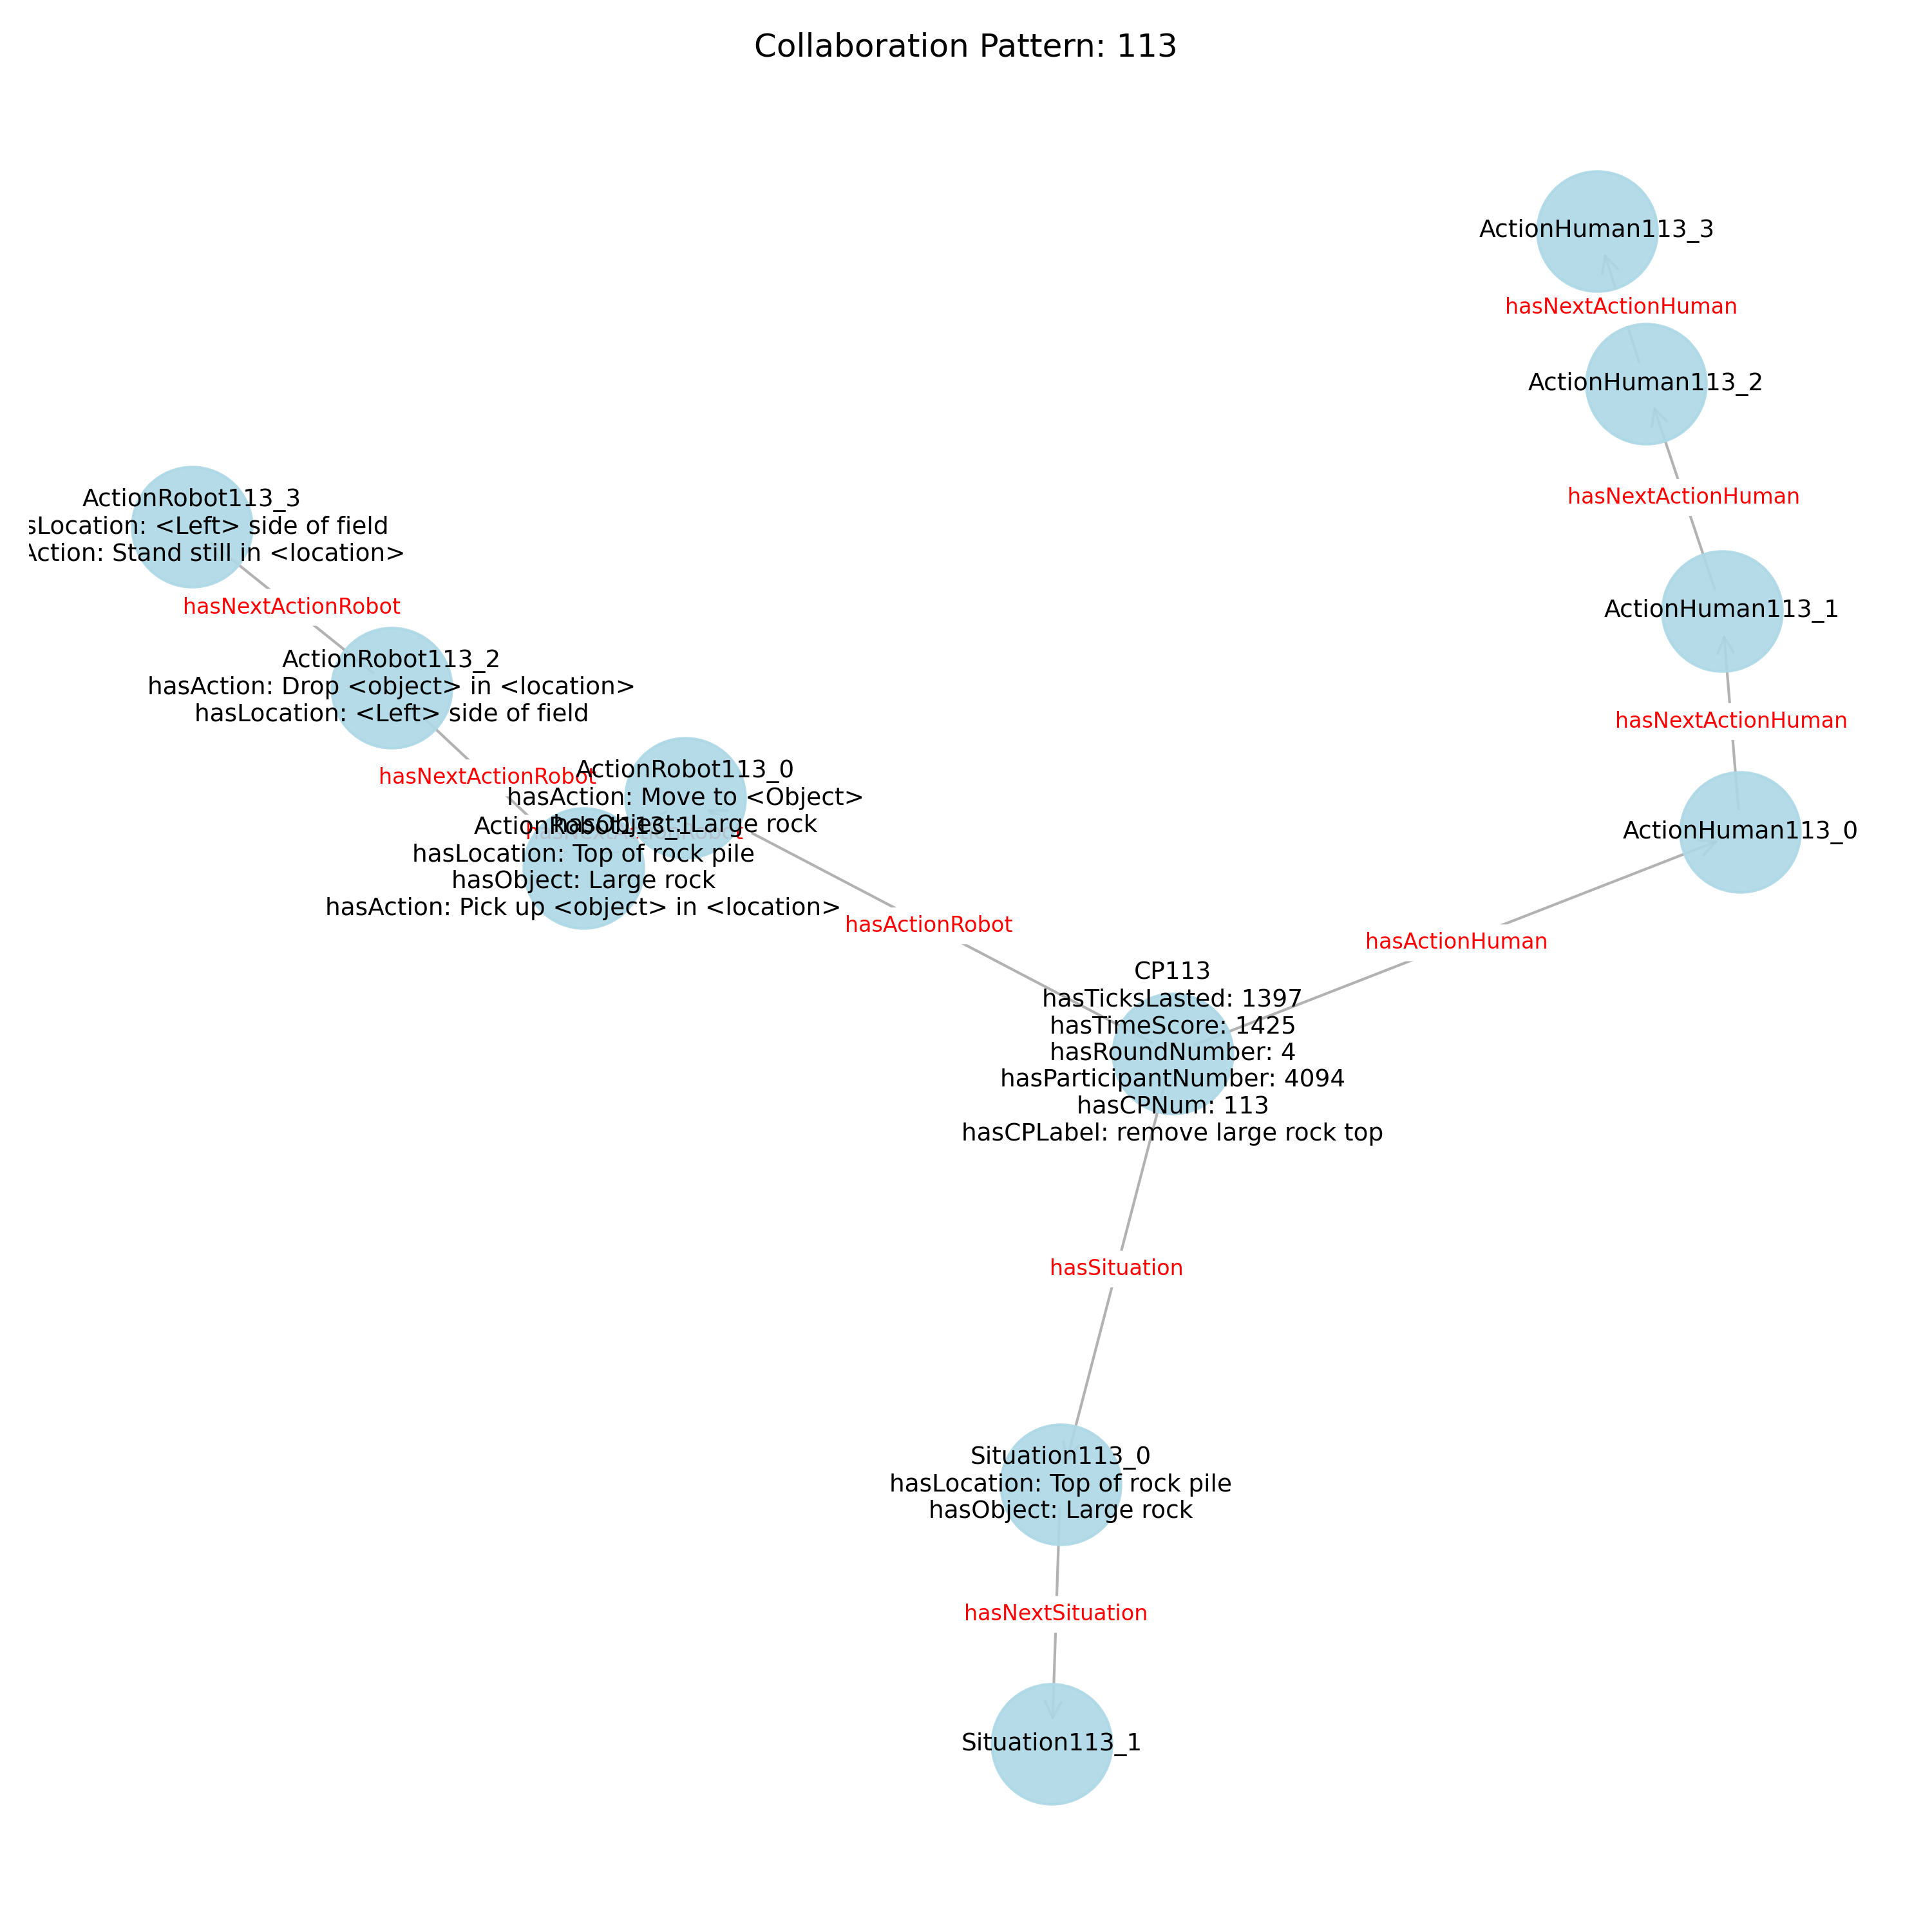 Collaboration Pattern: 113
ActionHuman113_3
hasNextActionHuman
ActionHuman113_2
hasNextActionHuman
ActionHuman113_1
hasNextActionHuman
ActionHuman113_0
hasActionHuman
ActionRobot113_3
sLocation: <Left> side of field
Action: Stand still in <location>
hasNextActionRobot
ActionRobot113_2
hasAction: Drop <object> in <location>
hasLocation: <Left> side of field
hasNextActionRobot
ActionRobot113_0
hasAction: Move to <Object>
hasObject: Large rock
ActionRobot113_1
hasLocation: Top of rock pile
hasObject: Large rock
hasAction: Pick up <object> in <location>
hasActionRobot
CP113
hasTicksLasted: 1397
hasTimeScore: 1425
hasRoundNumber: 4
hasParticipantNumber: 4094
hasCPNum: 113
hasCPLabel: remove large rock top
hasSituation
Situation113_0
hasLocation: Top of rock pile
hasObject: Large rock
hasNextSituation
Situation113_1